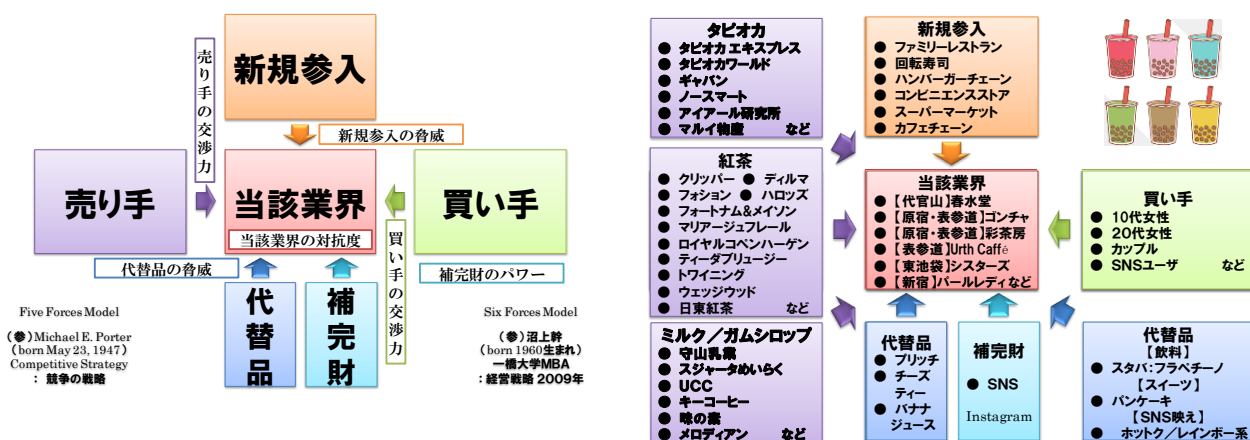 新規参入
売り手の交渉力
新規参入の脅威
売り手
当該業界
当該業界の対抗度
買い手
代替品の脅威
買い手の交渉力
補完財のパワー
代替品
補完財
Five Forces Model
(参)Michael E. Porter
(born May 23, 1947)
Competitive Strategy
: 競争の戦略
Six Forces Model
(参)沼上幹
(born 1960生まれ)
一橋大学MBA
: 経営戦略 2009年
タピオカ
● タピオカ エキスプレス
● タピオカワールド
● ギャバン
● ノースマート
● アイアール研究所
● マルイ物産 など
新規参入
● ファミリーレストラン
● 回転寿司
● ハンバーガーチェーン
● コンビニエンスストア
● スーパーマーケット
● カフェチェーン
紅茶
● クリッパー ● ディルマ
● フォション ● ハロッズ
● フォートナム&メイソン
● マリアージュフレール
● ロイヤルコペンハーゲン
● ティーダブリュージー
● トワイニング
● ウェッジウッド
● 日東紅茶 など
当該業界
● 【代官山】春水堂
● 【原宿・表参道】ゴンチャ
● 【原宿・表参道】彩茶房
● 【表参道】Urth Caffé
● 【東池袋】シスターズ
● 【新宿】パールレディなど
買い手
● 10代女性
● 20代女性
● カップル
● SNSユーザ など
ミルク/ガムシロップ
● 守山乳業
● スジャータめいらく
● UCC
● キーコーヒー
● 味の素
● メロディアン など
代替品
● ブリッチ
● チーズ
ティー
● バナナ
ジュース
補完財
● SNS
Instagram
代替品
【飲料】
● スタバ:フラペチーノ
【スイーツ】
● パンケーキ
【SNS映え】
● ホットク/レインボー系